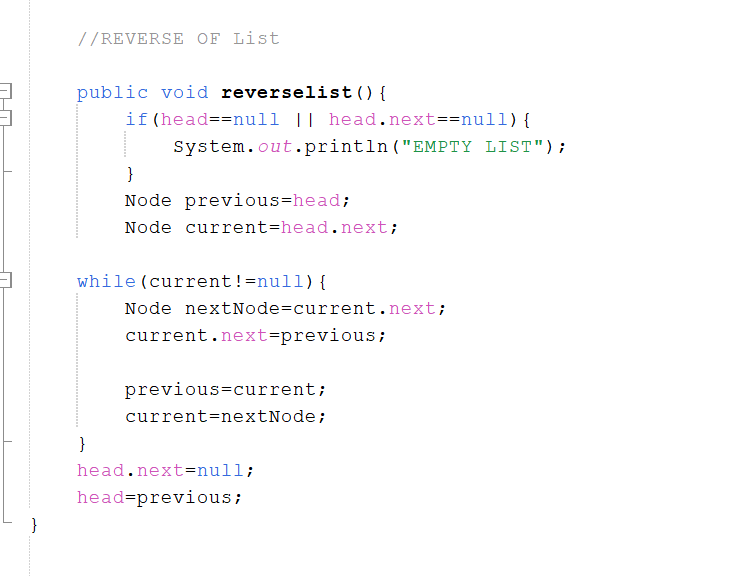 //REVERSE OF List
public void reverselist(){
if(head==null || head.next==null){
System.out.println("EMPTY LIST");
}
Node previous=head;
Node current=head.next;
while(current!=null){
Node nextNode=current.next;
current.next=previous;
previous=current;
current=nextNode;
}
head.next=null;
head=previous;
}